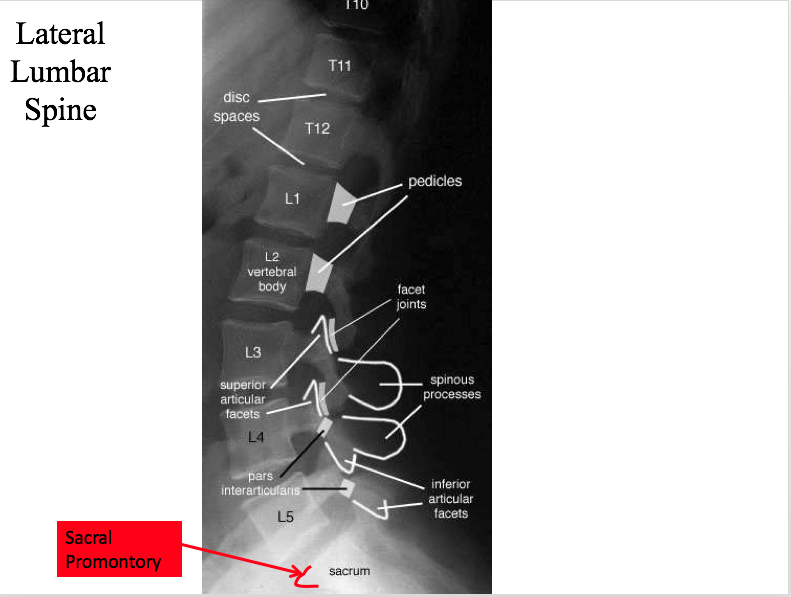 Lateral
Lumbar
Spine
T10
T11
disc
spaces
T12
pedicles
L1
L2
vertebral
body
facet
joints
L3
superior
articular
facets
spinous
processes
L4
pars
interarticularis
inferior
articular
facets
L5
Sacral
Promontory
sacrum